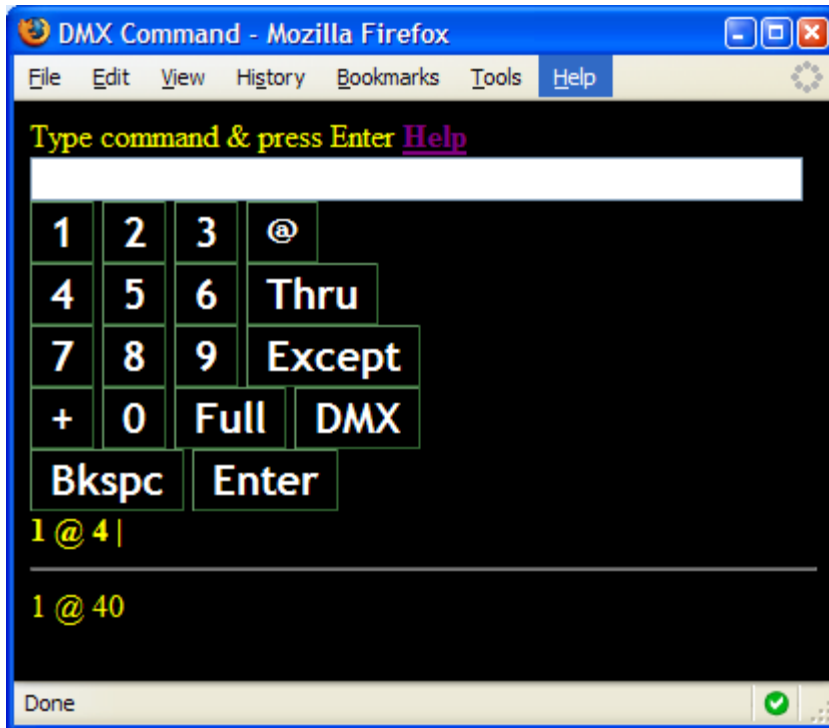 DMX Command - Mozilla Firefox
File Edit View History Bookmarks Tools Help
Type command & press Enter Help
1 2 3 @
4 5 6 Thru
7 8 9 Except
+ 0 Full DMX
Bkspc Enter
1 @ 4 |
1 @ 40
Done